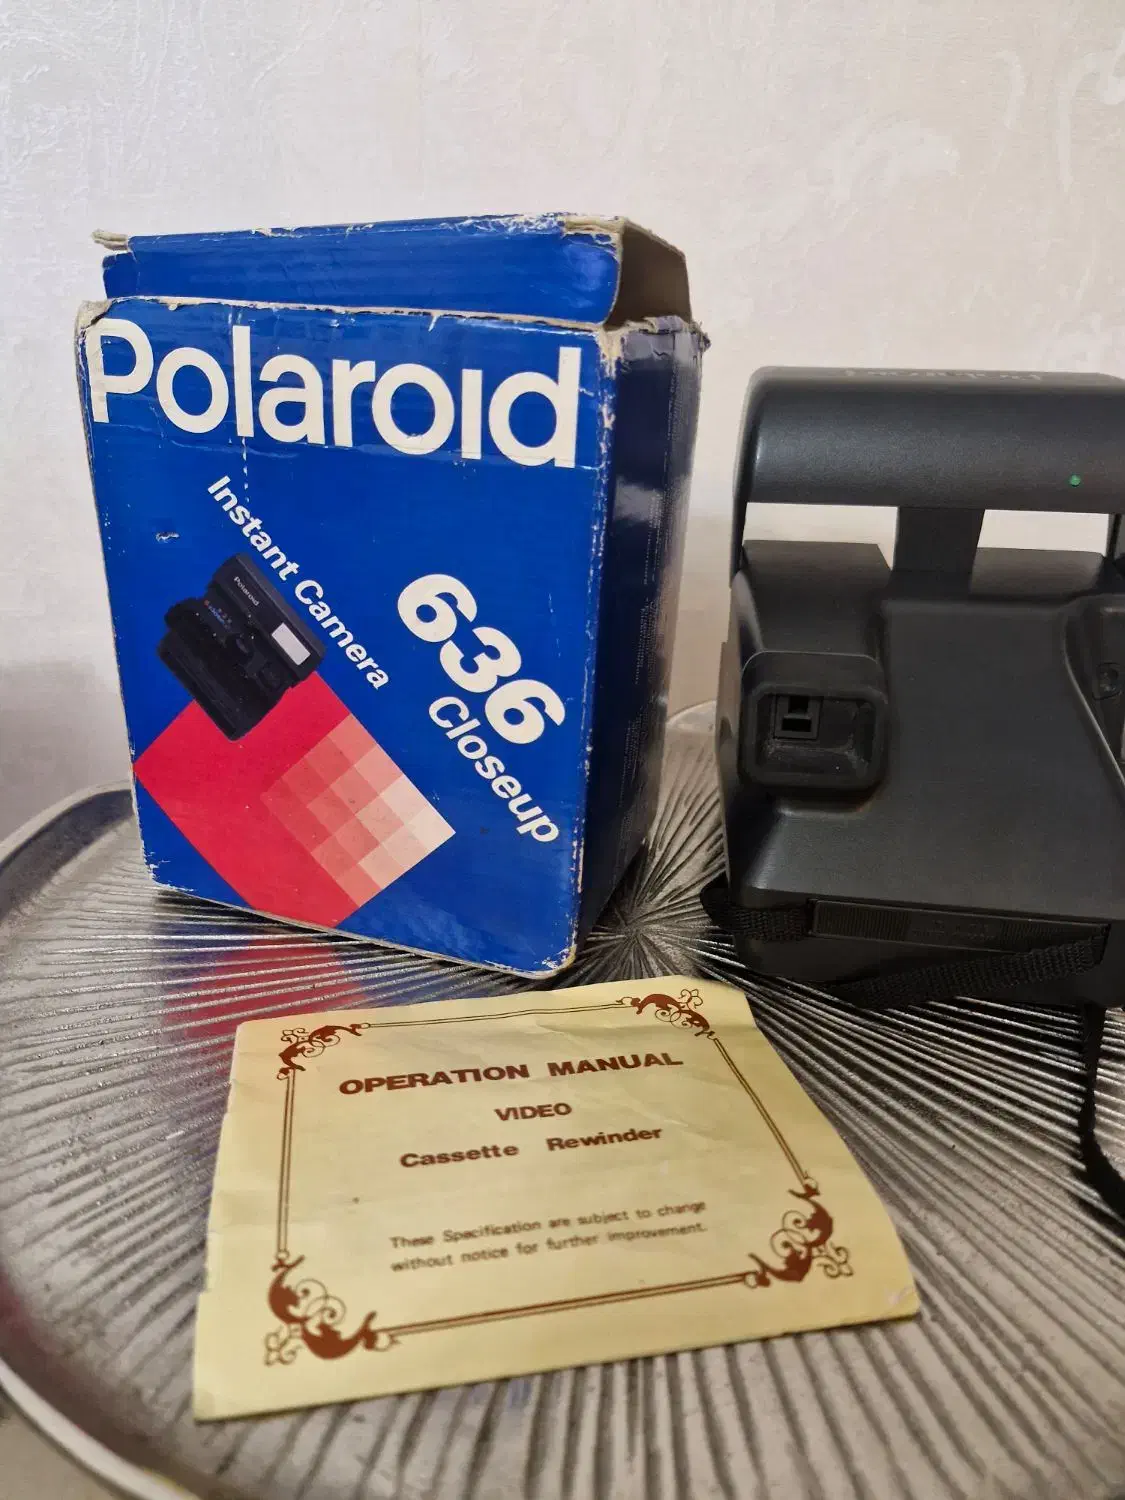 Polaroid
Instant Camera
Polaroid
636
Closeup
OPERATION MANUAL
VIDEO
Cassette Rewinder
These Specification are subject to change
without notice for further improvement.